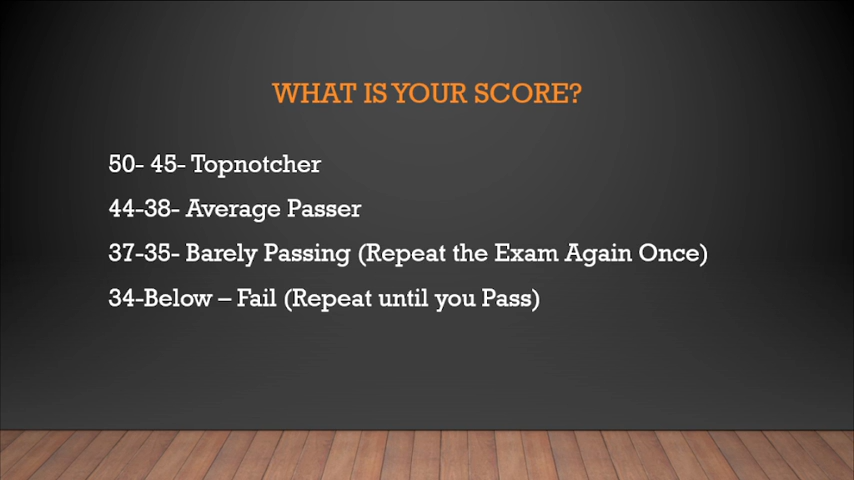 WHAT IS YOUR SCORE?
50- 45- Topnotcher
44-38- Average Passer
37-35- Barely Passing (Repeat the Exam Again Once)
34-Below – Fail (Repeat until you Pass)